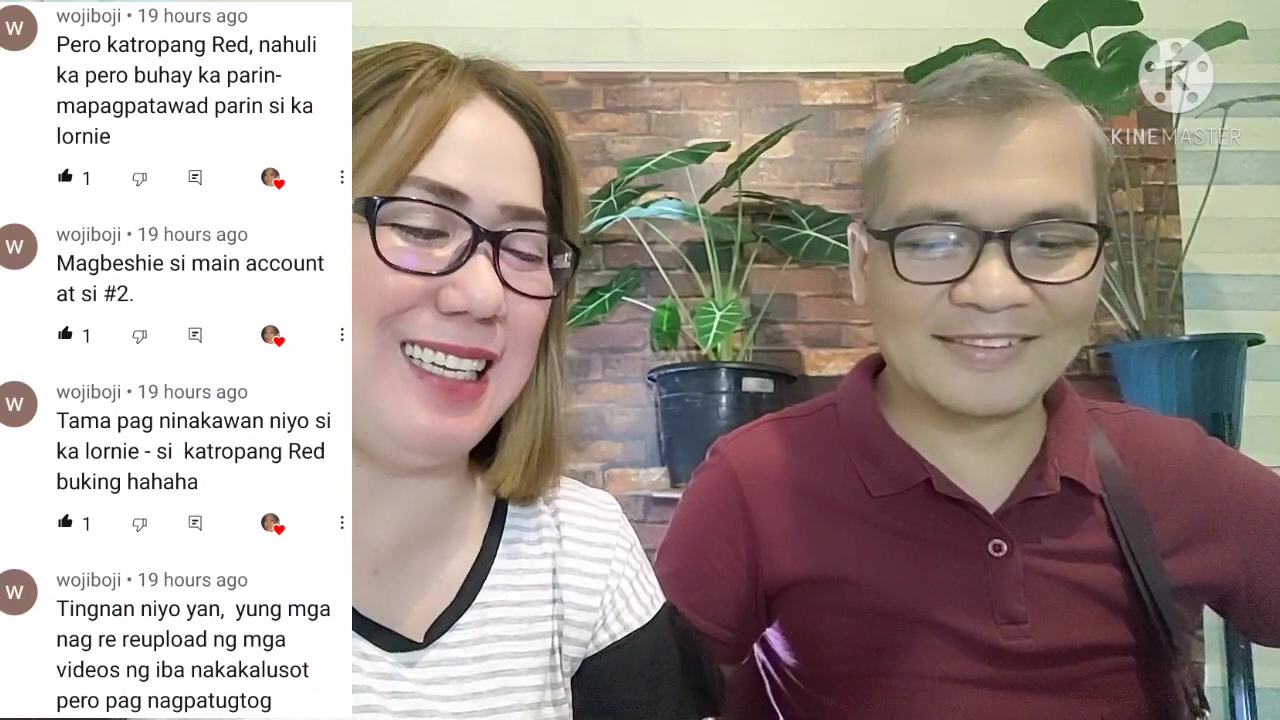 wojiboji • 19 hours ago
W
Pero katropang Red, nahuli
ka pero buhay ka parin-
mapagpatawad parin si ka
lornie
1
wojiboji • 19 hours ago
W
Magbeshie si main account
at si #2.
1
wojiboji • 19 hours ago
W
Tama pag ninakawan niyo si
ka lornie - si katropang Red
buking hahaha
1
wojiboji • 19 hours ago
W
Tingnan niyo yan, yung mga
nag re reupload ng mga
videos ng iba nakakalusot
pero pag nagpatugtog
K
KINEMASTER